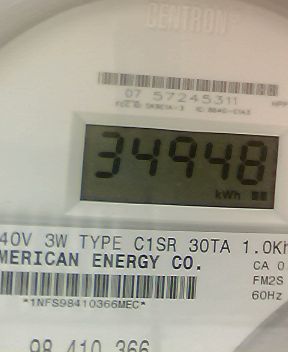 CENTRON®
07 57245311
34948
kWh
40V 3W TYPE C1SR 30TA 1.0Kh
MERICAN ENERGY CO.
CA 0
FM2S
60Hz
*1NFS98410366MEC*
98 410 366